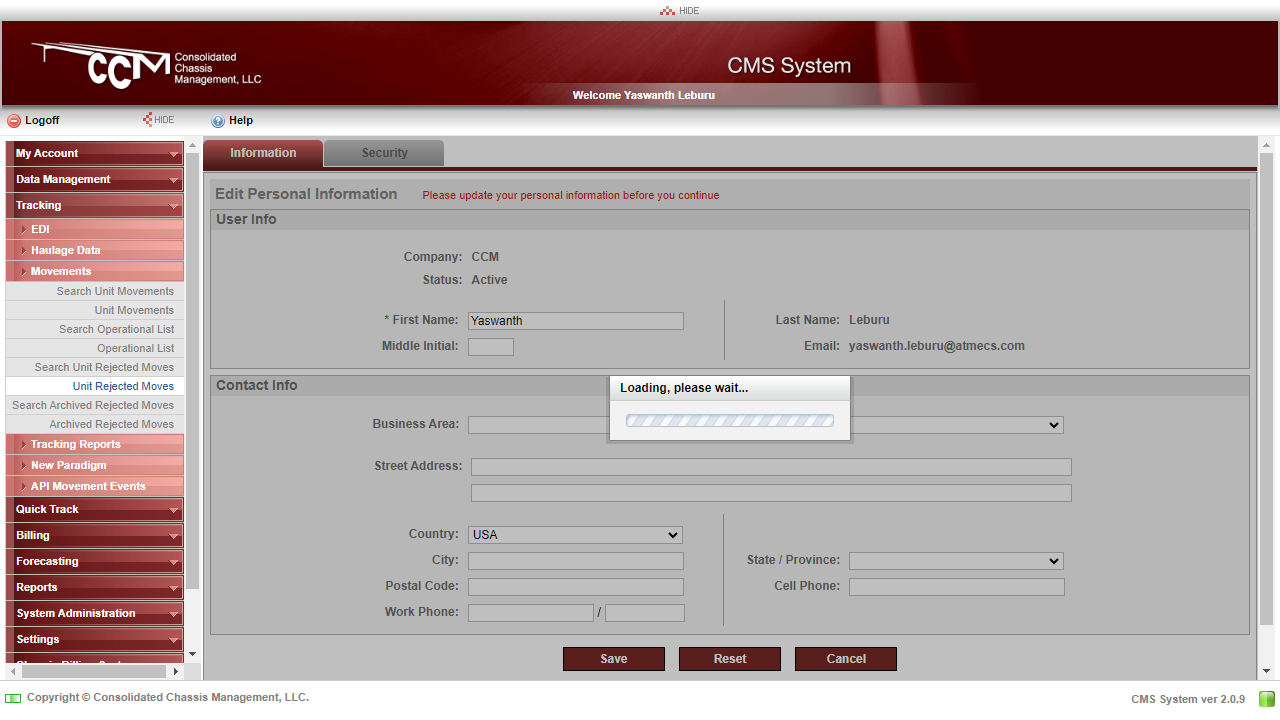 HIDE
CCM Consolidated Chassis Management, LLC
CMS System
Welcome Yaswanth Leburu
Logoff
HIDE
Help
My Account
Data Management
Tracking
EDI
Haulage Data
Movements
Search Unit Movements
Unit Movements
Search Operational List
Operational List
Search Unit Rejected Moves
Unit Rejected Moves
Search Archived Rejected Moves
Archived Rejected Moves
Tracking Reports
New Paradigm
API Movement Events
Quick Track
Billing
Forecasting
Reports
System Administration
Settings
Information Security
Edit Personal Information Please update your personal information before you continue
User Info
Company: CCM
Status: Active
* First Name: Yaswanth Last Name: Leburu
Middle Initial: Email: yaswanth.leburu@atmecs.com
Contact Info
Loading, please wait...
Business Area:
Street Address:
Country: USA
City: State / Province:
Postal Code: Cell Phone:
Work Phone: /
Save Reset Cancel
Copyright © Consolidated Chassis Management, LLC. CMS System ver 2.0.9